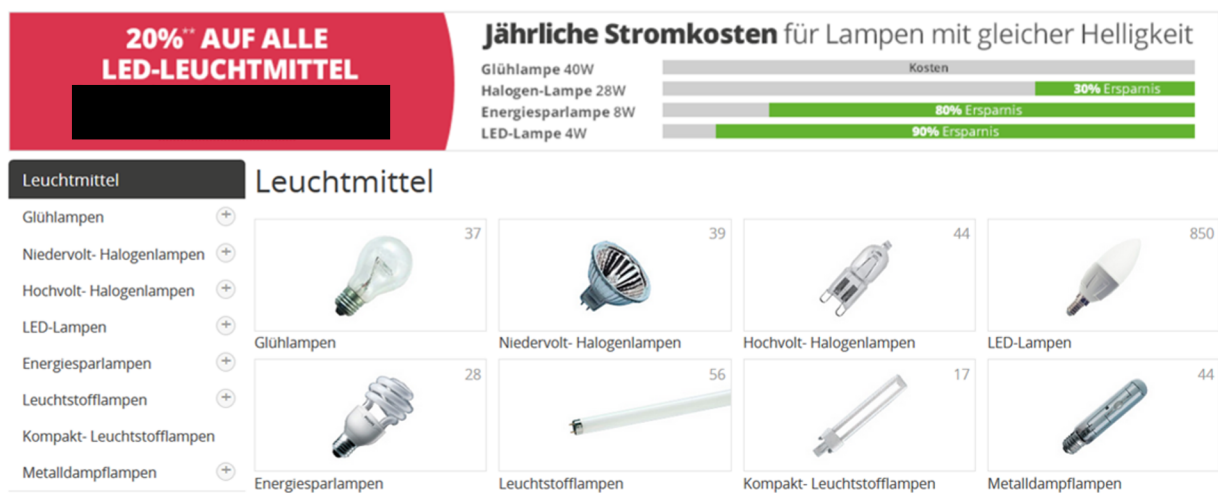 20%** AUF ALLE
LED-LEUCHTMITTEL
Jährliche Stromkosten für Lampen mit gleicher Helligkeit
Glühlampe 40W Kosten
Halogen-Lampe 28W 30% Ersparnis
Energiesparlampe 8W 80% Ersparnis
LED-Lampe 4W 90% Ersparnis
Leuchtmittel
Glühlampen
Niedervolt- Halogenlampen
Hochvolt- Halogenlampen
LED-Lampen
Energiesparlampen
Leuchtstofflampen
Kompakt- Leuchtstofflampen
Metalldampflampen
Leuchtmittel
37 39 44 850
Glühlampen Niedervolt- Halogenlampen Hochvolt- Halogenlampen LED-Lampen
28 56 17 44
Energiesparlampen Leuchtstofflampen Kompakt- Leuchtstofflampen Metalldampflampen